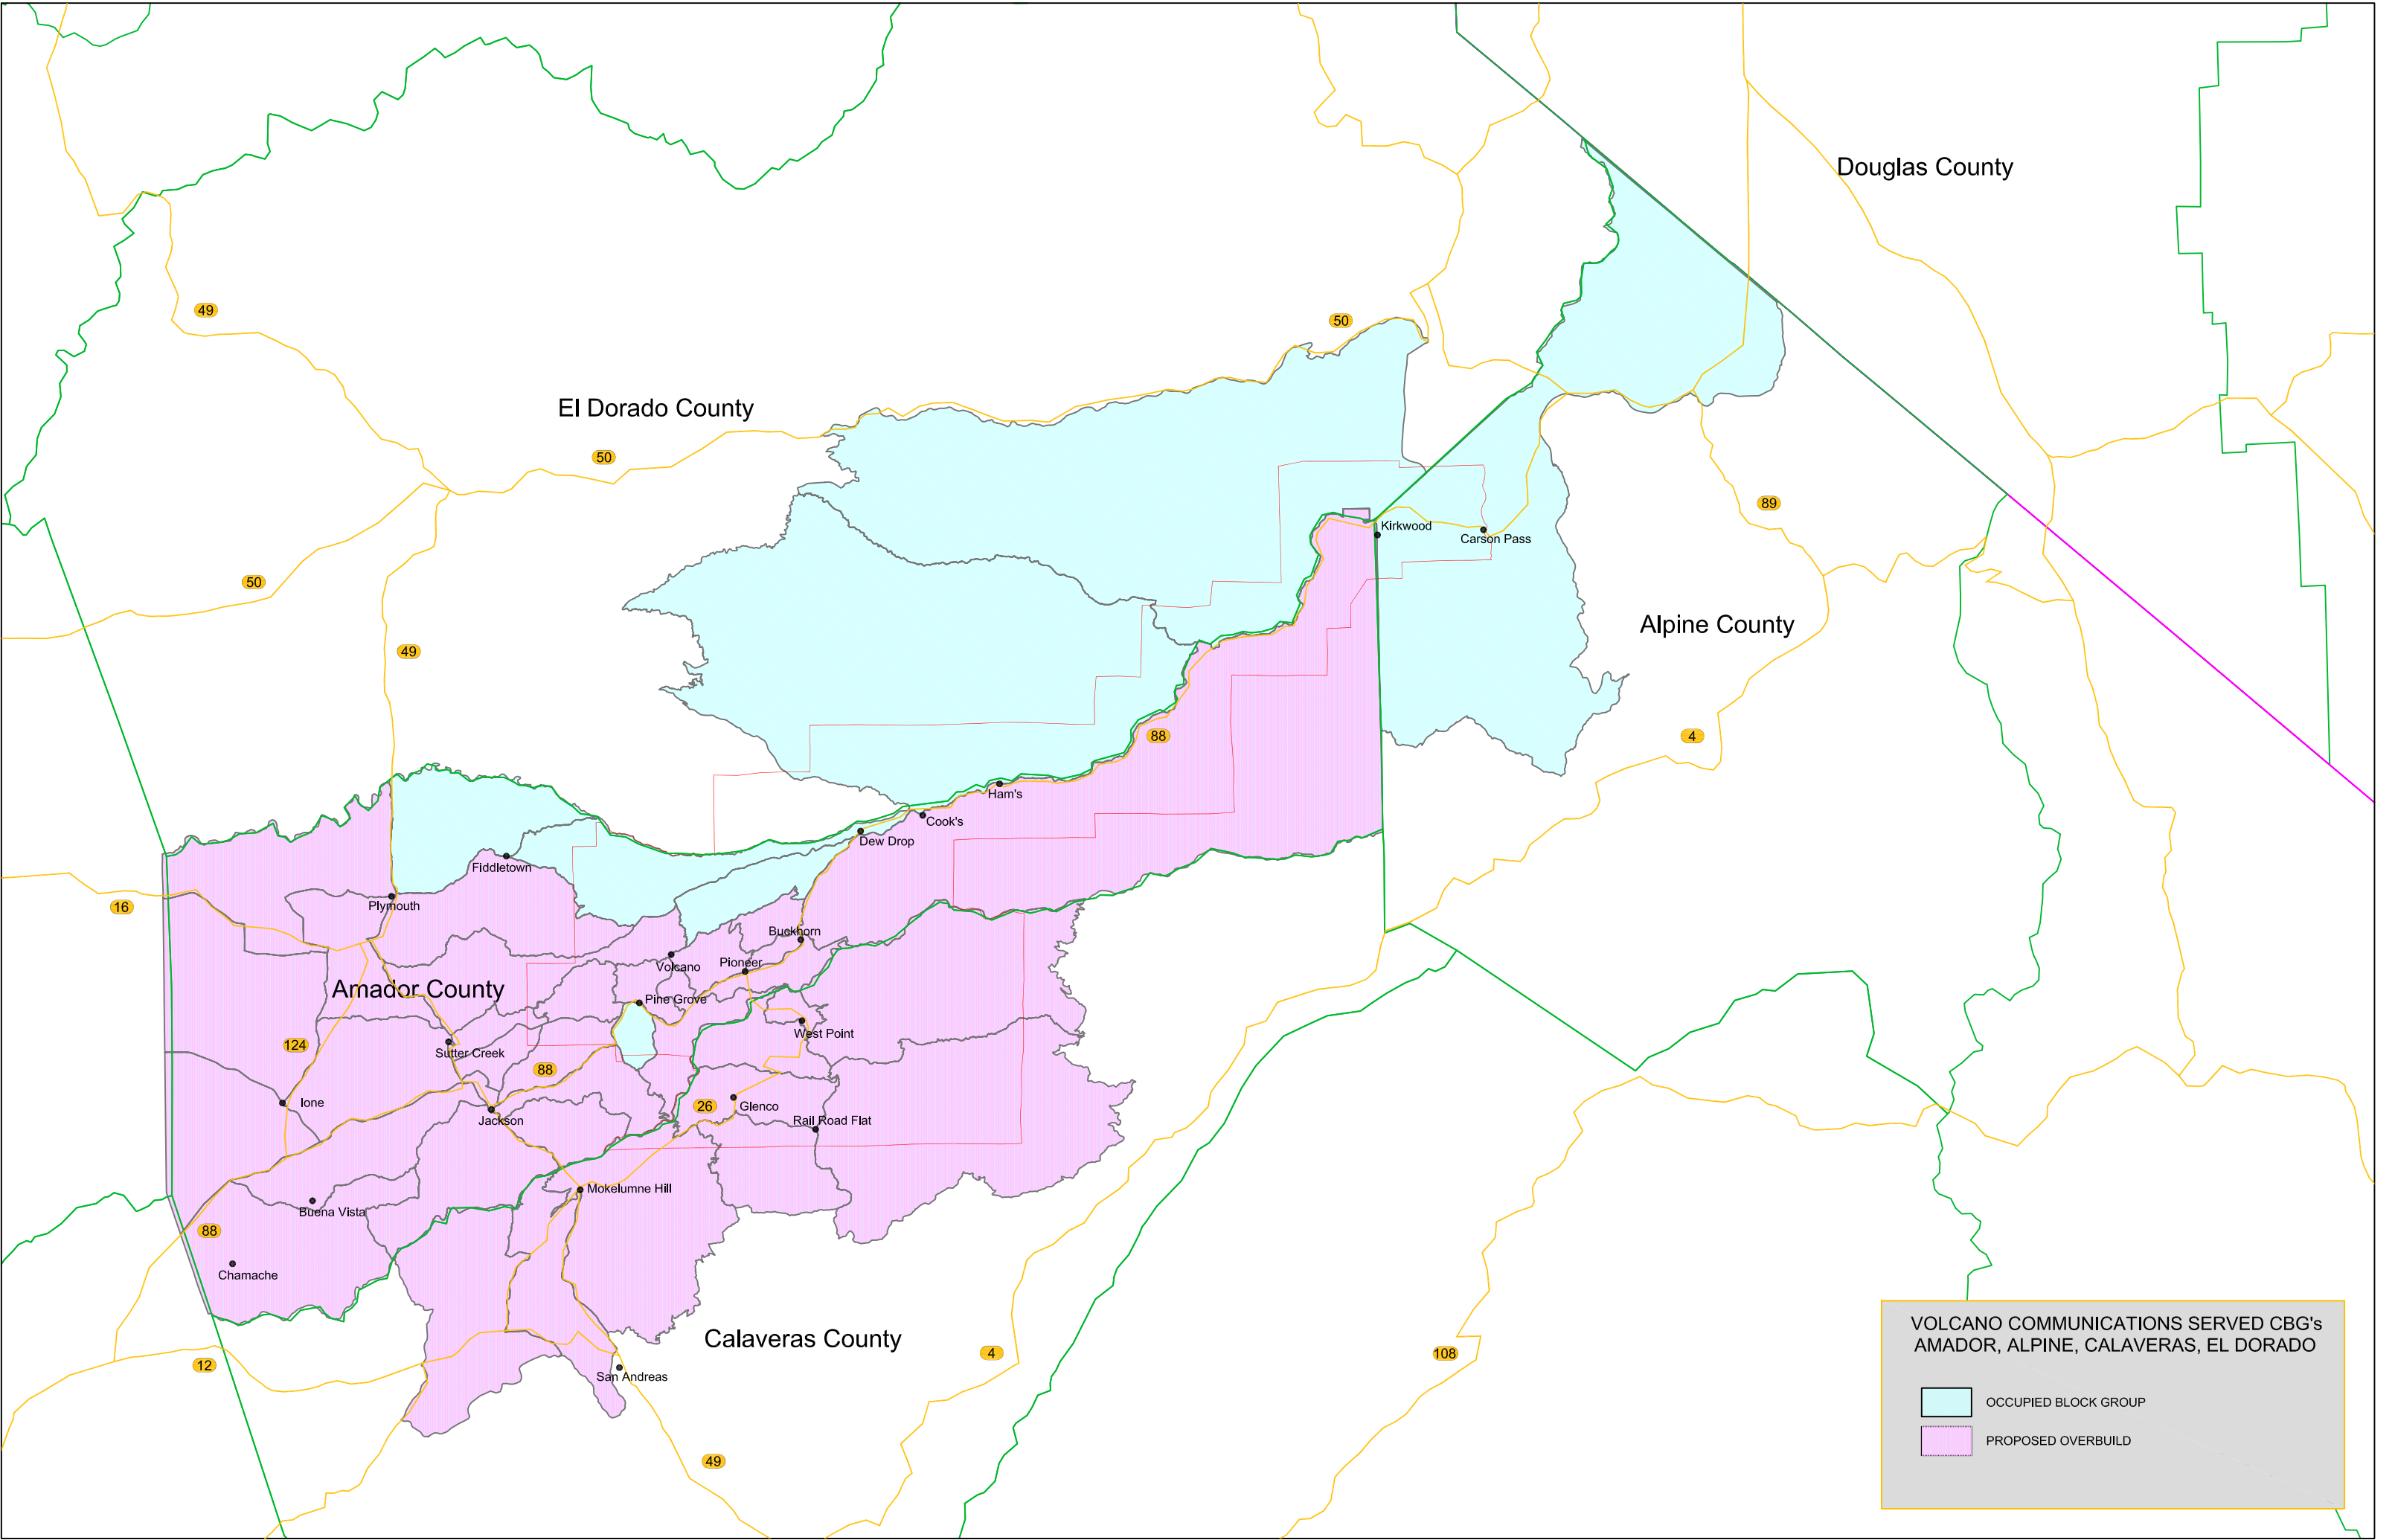 Douglas County
49
50
El Dorado County
50
89
Kirkwood
Carson Pass
50
Alpine County
49
88
4
Ham's
Cook's
Dew Drop
Fiddletown
Plymouth
16
Buckhorn
Volcano
Pioneer
Amador County
Pine Grove
West Point
124
Sutter Creek
88
Ione
26
Glenco
Jackson
Rail Road Flat
Mokelumne Hill
Buena Vista
88
Chamache
Calaveras County
12
4
108
San Andreas
49
VOLCANO COMMUNICATIONS SERVED CBG's
AMADOR, ALPINE, CALAVERAS, EL DORADO
OCCUPIED BLOCK GROUP
PROPOSED OVERBUILD